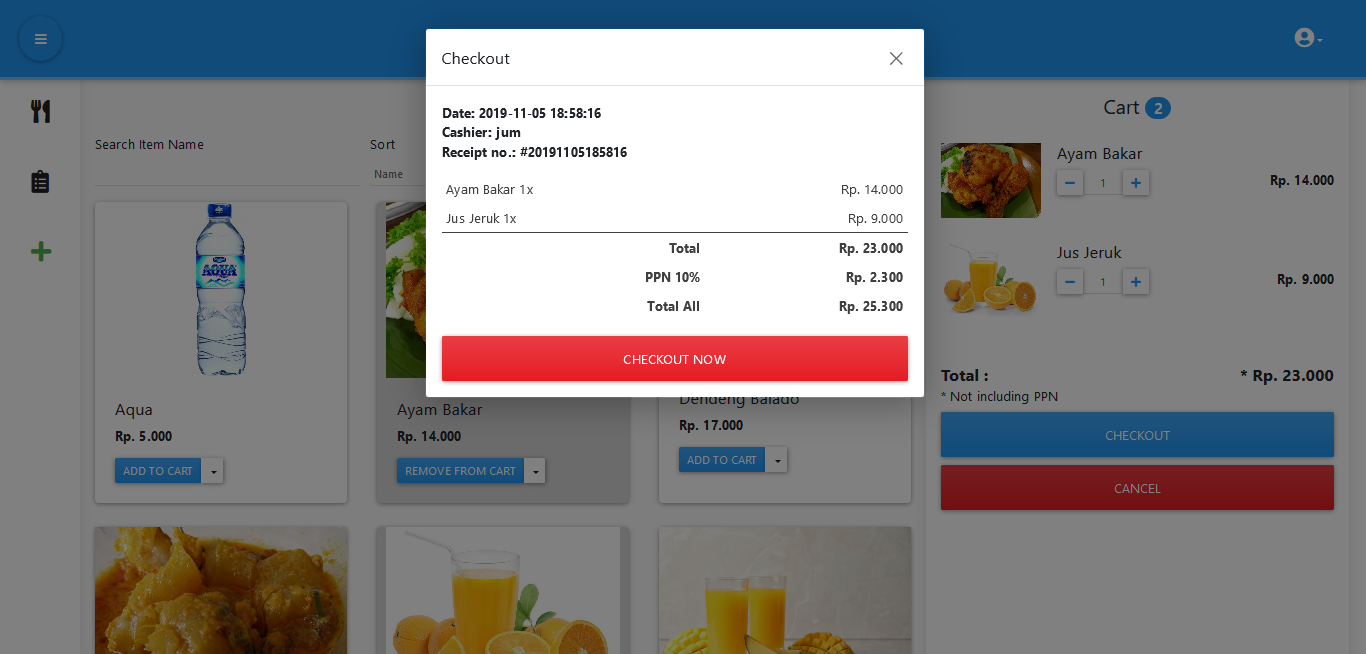 Checkout
Date: 2019-11-05 18:58:16
Cashier: jum
Receipt no.: #20191105185816
Ayam Bakar 1x Rp. 14.000
Jus Jeruk 1x Rp. 9.000
Total Rp. 23.000
PPN 10% Rp. 2.300
Total All Rp. 25.300
CHECKOUT NOW
Search Item Name
Sort
Name
AQUA
Aqua
Rp. 5.000
ADD TO CART
Ayam Bakar
Rp. 14.000
REMOVE FROM CART
Dendeng Balado
Rp. 17.000
ADD TO CART
Cart 2
Ayam Bakar
1
Rp. 14.000
Jus Jeruk
1
Rp. 9.000
Total : * Rp. 23.000
* Not including PPN
CHECKOUT
CANCEL